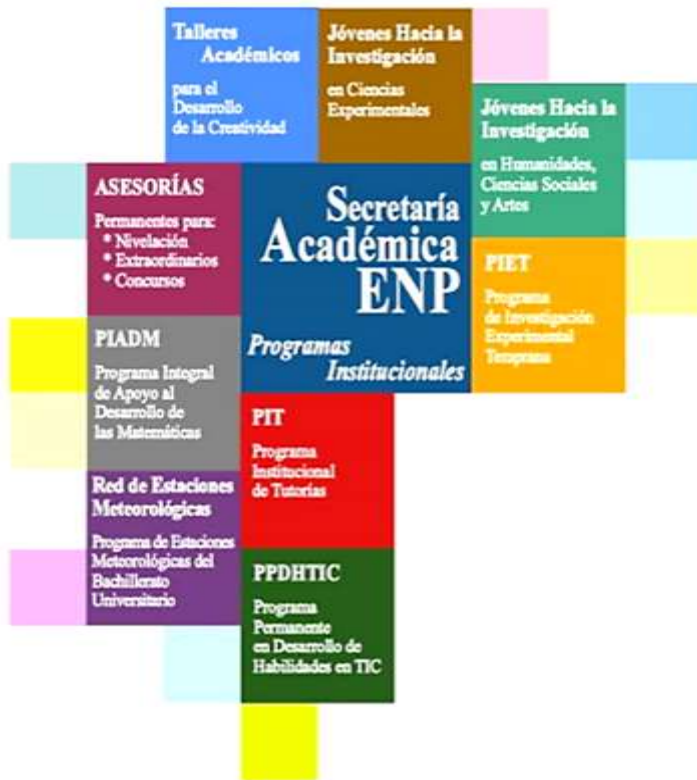 Talleres
Académicos
para el
Desarrollo
de la Creatividad
Jóvenes Hacia la
Investigación
en Ciencias
Experimentales
Jóvenes Hacia la
Investigación
en Humanidades,
Ciencias Sociales
y Artes
ASESORÍAS
Permanentes para:
* Nivelación
* Extraordinarios
* Concursos
Secretaría
Académica
ENP
Programas
Institucionales
PIET
Programa
de Investigación
Experimental
Temprana
PIADM
Programa Integral
de Apoyo al
Desarrollo de
las Matemáticas
PIT
Programa
Institucional
de Tutorías
Red de Estaciones
Meteorológicas
Programa de Estaciones
Meteorológicas del
Bachillerato
Universitario
PPDHTIC
Programa
Permanente
en Desarrollo de
Habilidades en TIC